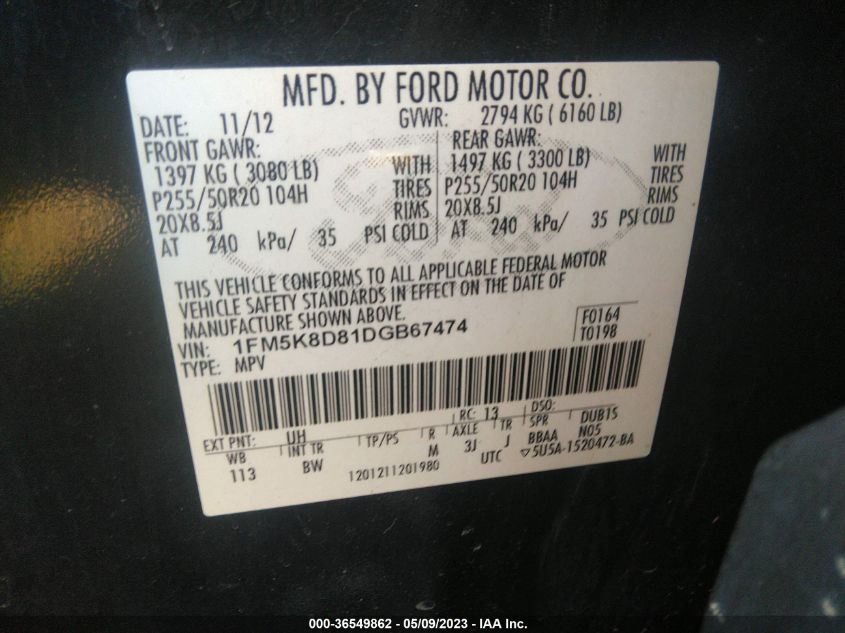 MFD. BY FORD MOTOR CO.
DATE: 11/12 GVWR: 2794 KG ( 6160 LB)
FRONT GAWR: REAR GAWR:
1397 KG ( 3080 LB) WITH 1497 KG ( 3300 LB) WITH
P255/50R20 104H TIRES P255/50R20 104H TIRES
20X8.5J RIMS 20X8.5J RIMS
AT 240 kPa/ 35 PSI COLD AT 240 kPa/ 35 PSI COLD
THIS VEHICLE CONFORMS TO ALL APPLICABLE FEDERAL MOTOR
VEHICLE SAFETY STANDARDS IN EFFECT ON THE DATE OF
MANUFACTURE SHOWN ABOVE.
VIN: 1FM5K8D81DGB67474 F0164
TYPE: MPV T0198
EXT PNT: UH RC: 13 DSO: DUB1S
WB INT TR TP/PS R AXLE TR SPR N05
113 BW M 3J J BBAA
1201211201980 UTC ▽5U5A-1520472-BA
000-36549862 — 05/09/2023 - IAA Inc.